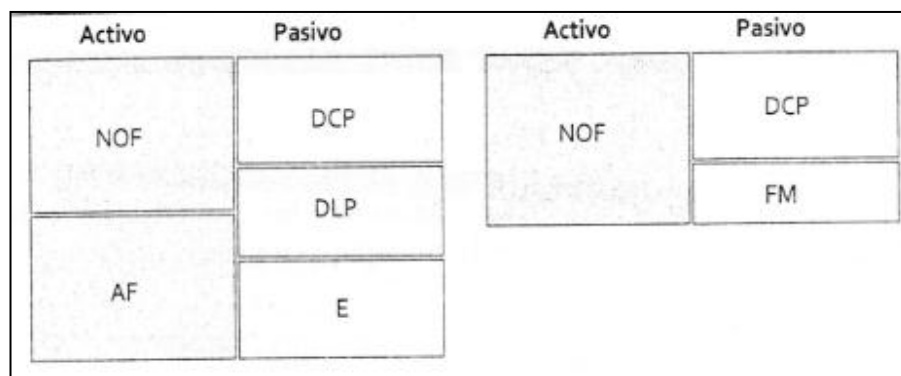 Activo Pasivo
NOF
AF
DCP
DLP
E
Activo Pasivo
NOF
DCP
FM